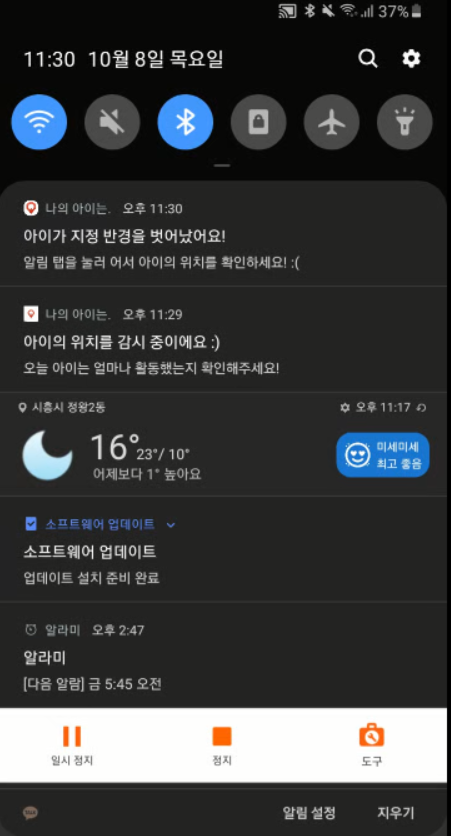 37%
11:30 10월 8일 목요일
나의 아이는. 오후 11:30
아이가 지정 반경을 벗어났어요!
알림 탭을 눌러 어서 아이의 위치를 확인하세요! :(
나의 아이는. 오후 11:29
아이의 위치를 감시 중이에요 :)
오늘 아이는 얼마나 활동했는지 확인해주세요!
시흥시 정왕2동 오후 11:17
16° 23°/ 10°
어제보다 1° 높아요
미세미세
최고 좋음
소프트웨어 업데이트
소프트웨어 업데이트
업데이트 설치 준비 완료
알라미 오후 2:47
알라미
[다음 알람] 금 5:45 오전
일시 정지 정지 도구
알림 설정 지우기